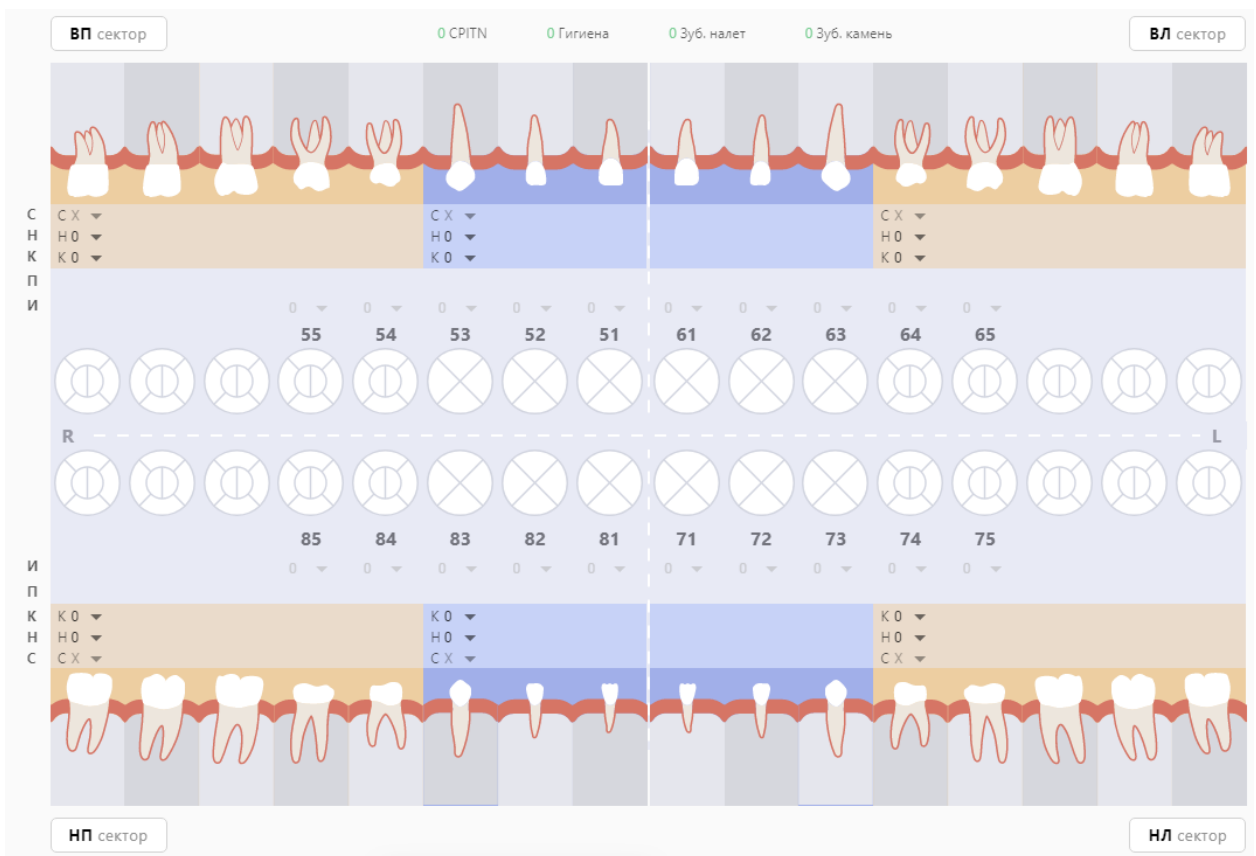 ВП сектор 0 CPITN 0 Гигиена 0 Зуб. налет 0 Зуб. камень ВЛ сектор
С С X С X С X
Н Н 0 Н 0 Н 0
К К 0 К 0 К 0
П
И 0 0 0 0 0 0 0 0 0 0
55 54 53 52 51 61 62 63 64 65
R L
85 84 83 82 81 71 72 73 74 75
И 0 0 0 0 0 0 0 0 0 0
П
К К 0 К 0 К 0
Н Н 0 Н 0 Н 0
С С X С X С X
НП сектор НЛ сектор